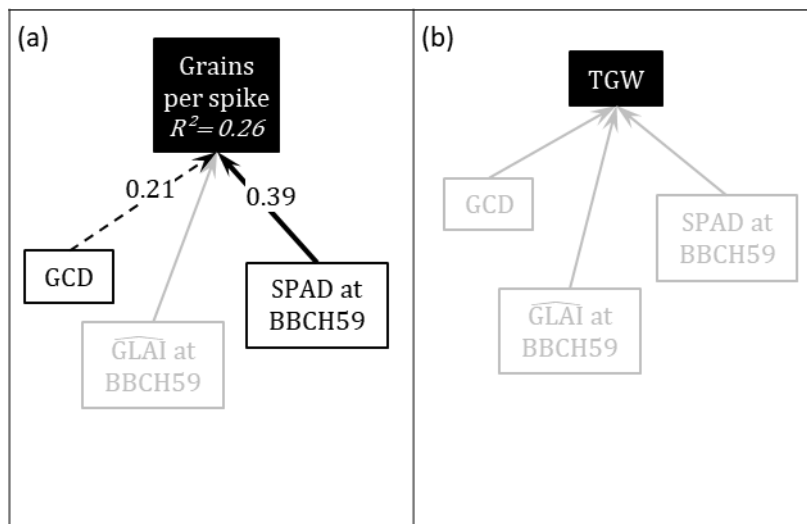 (a)
Grains
per spike
R²= 0.26
0.21
0.39
GCD
SPAD at
BBCH59
GLAI at
BBCH59
(b)
TGW
GCD
SPAD at
BBCH59
GLAI at
BBCH59